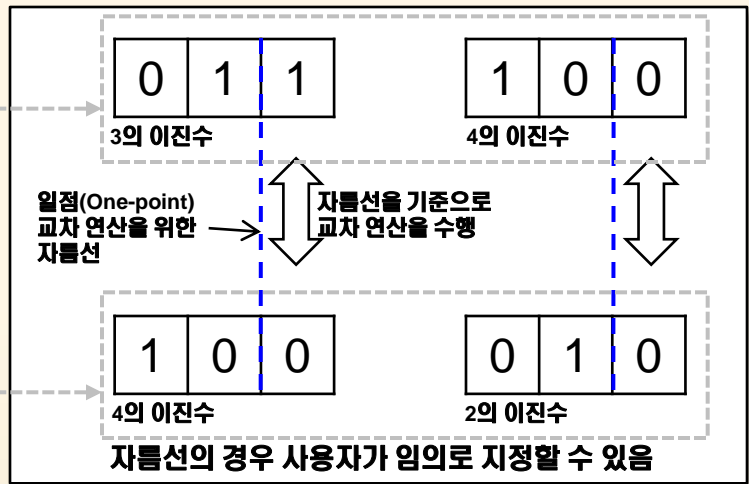 0 1 1
1 0 0
3의 이진수
4의 이진수
일점(One-point)
교차 연산을 위한
자름선
자름선을 기준으로
교차 연산을 수행
1 0 0
0 1 0
4의 이진수
2의 이진수
자름선의 경우 사용자가 임의로 지정할 수 있음